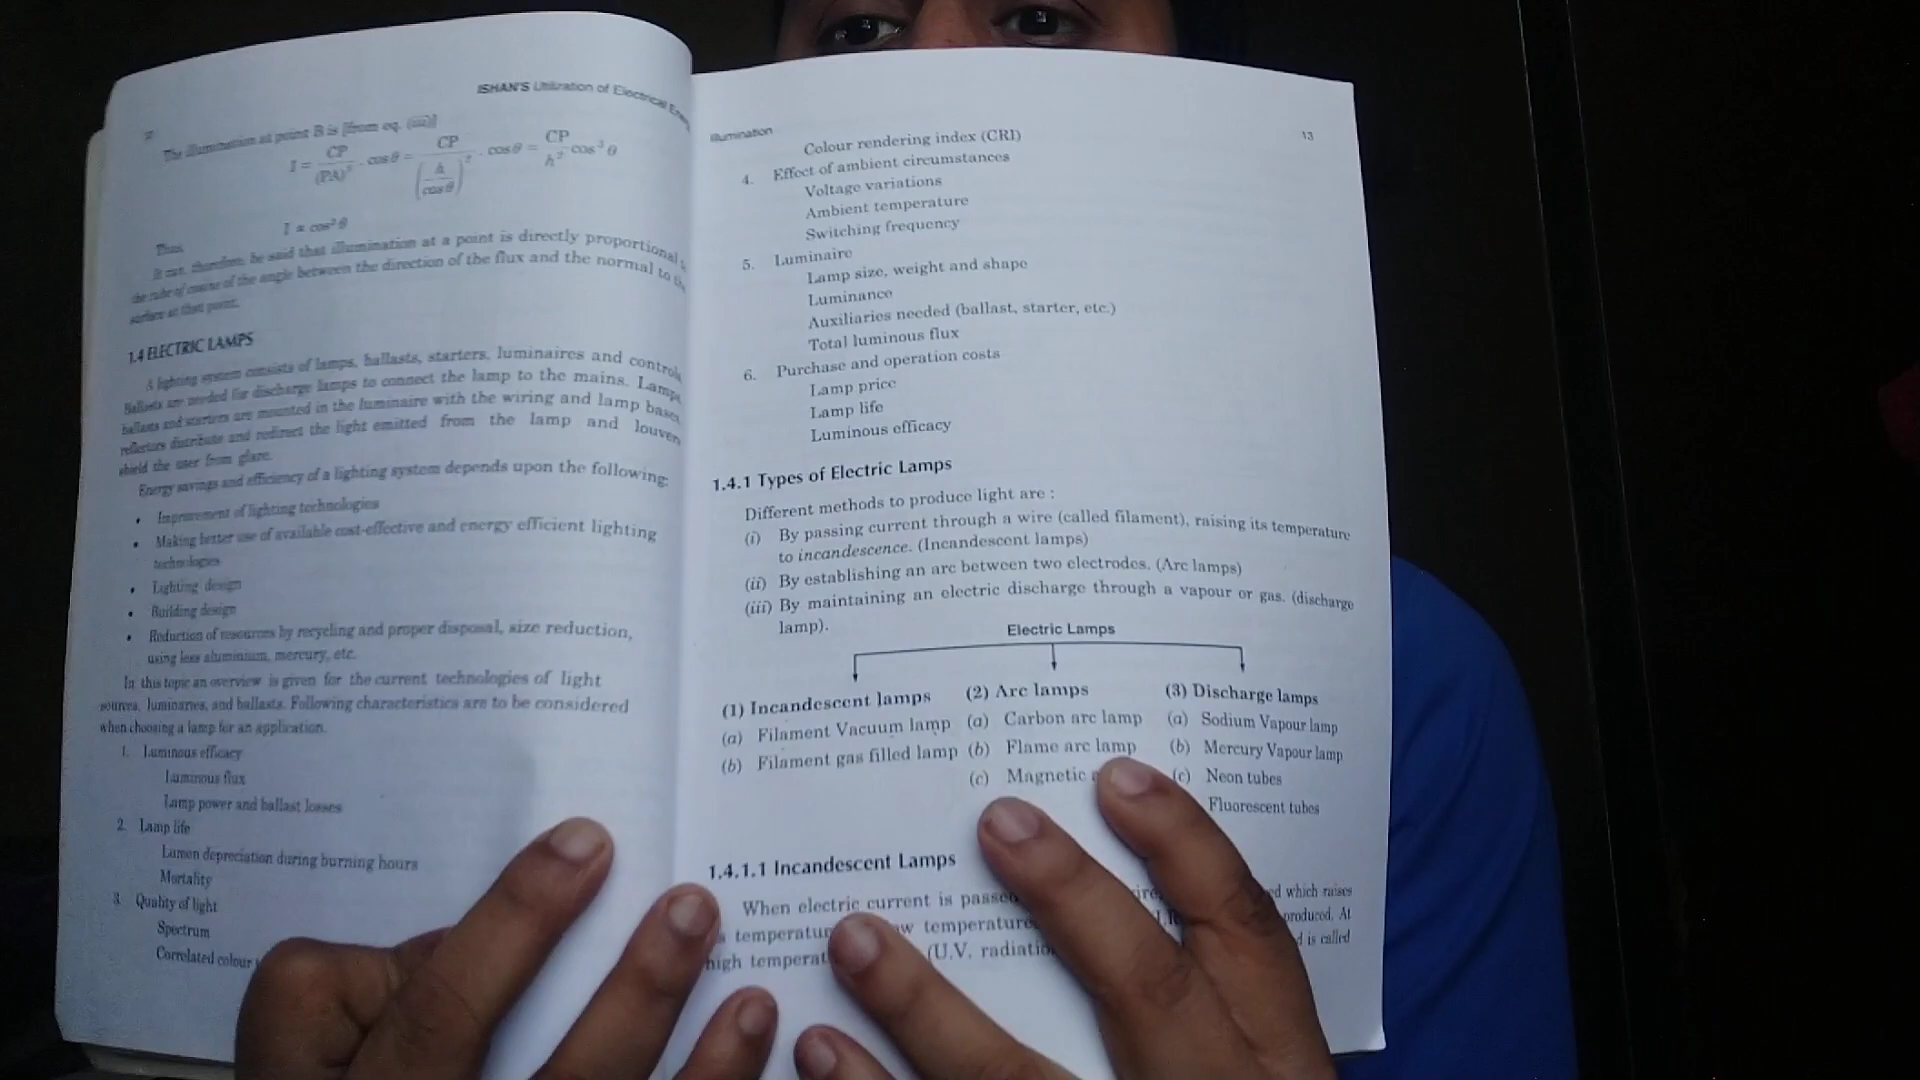 ISHAN'S Utilization of Electrical
The illumination at point B is [from eq. (iii)]
I = CP/(PA)² . cos θ = CP/(h/cos θ)² . cos θ = CP/h² cos³ θ
Thus, I ∝ cos³ θ
It can, therefore, be said that illumination at a point is directly proportional
the cube of cosine of the angle between the direction of the flux and the normal to the
surface at that point.
1.4 ELECTRIC LAMPS
A lighting system consists of lamps, ballasts, starters, luminaires and controls
Ballasts are needed for discharge lamps to connect the lamp to the mains. Lamps
ballasts and starters are mounted in the luminaire with the wiring and lamp bases
reflectors distribute and redirect the light emitted from the lamp and louvers
shield the user from glare.
Energy savings and efficiency of a lighting system depends upon the following:
• Improvement of lighting technologies
• Making better use of available cost-effective and energy efficient lighting
technologies
• Lighting design
• Building design
• Reduction of resources by recycling and proper disposal, size reduction,
using less aluminium, mercury, etc.
In this topic an overview is given for the current technologies of light
sources, luminaries, and ballasts. Following characteristics are to be considered
when choosing a lamp for an application.
1. Luminous efficacy
Luminous flux
Lamp power and ballast losses
2. Lamp life
Lumen depreciation during burning hours
Mortality
3. Quality of light
Spectrum
Correlated colour
Illumination 13
Colour rendering index (CRI)
4. Effect of ambient circumstances
Voltage variations
Ambient temperature
Switching frequency
5. Luminaire
Lamp size, weight and shape
Luminance
Auxiliaries needed (ballast, starter, etc.)
Total luminous flux
6. Purchase and operation costs
Lamp price
Lamp life
Luminous efficacy
1.4.1 Types of Electric Lamps
Different methods to produce light are :
(i) By passing current through a wire (called filament), raising its temperature
to incandescence. (Incandescent lamps)
(ii) By establishing an arc between two electrodes. (Arc lamps)
(iii) By maintaining an electric discharge through a vapour or gas. (discharge
lamp).
Electric Lamps
(1) Incandescent lamps (2) Arc lamps (3) Discharge lamps
(a) Filament Vacuum lamp (a) Carbon arc lamp (a) Sodium Vapour lamp
(b) Filament gas filled lamp (b) Flame arc lamp (b) Mercury Vapour lamp
(c) Magnetic (c) Neon tubes
Fluorescent tubes
1.4.1.1 Incandescent Lamps
When electric current is passed which raises
temperature produced. At
high (U.V. is called